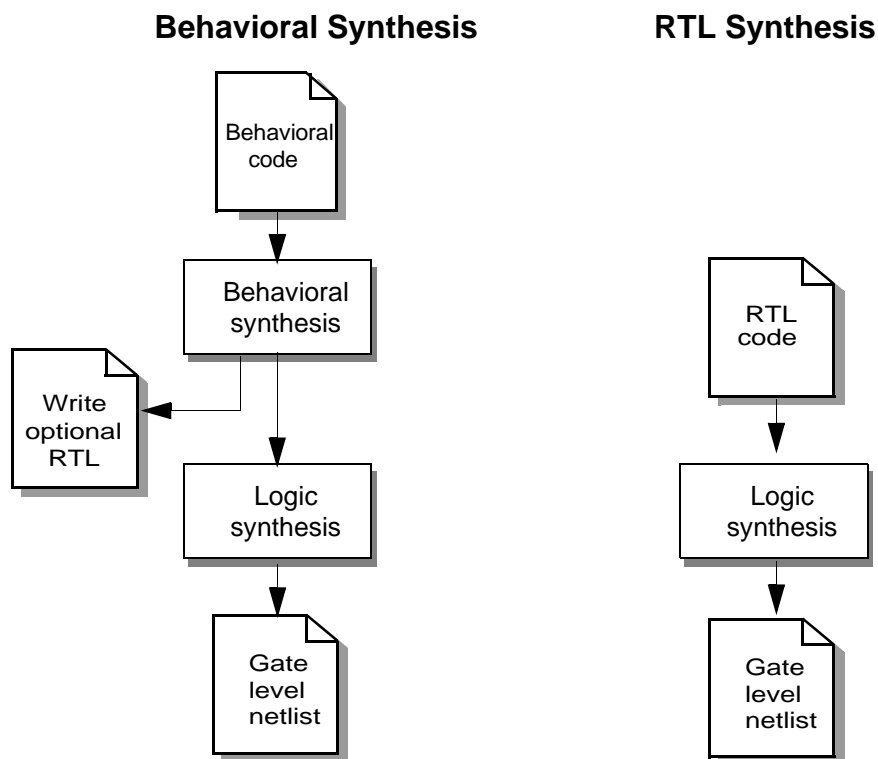 Behavioral Synthesis
RTL Synthesis
Behavioral
code
Behavioral
synthesis
Write
optional
RTL
Logic
synthesis
Gate
level
netlist
RTL
code
Logic
synthesis
Gate
level
netlist